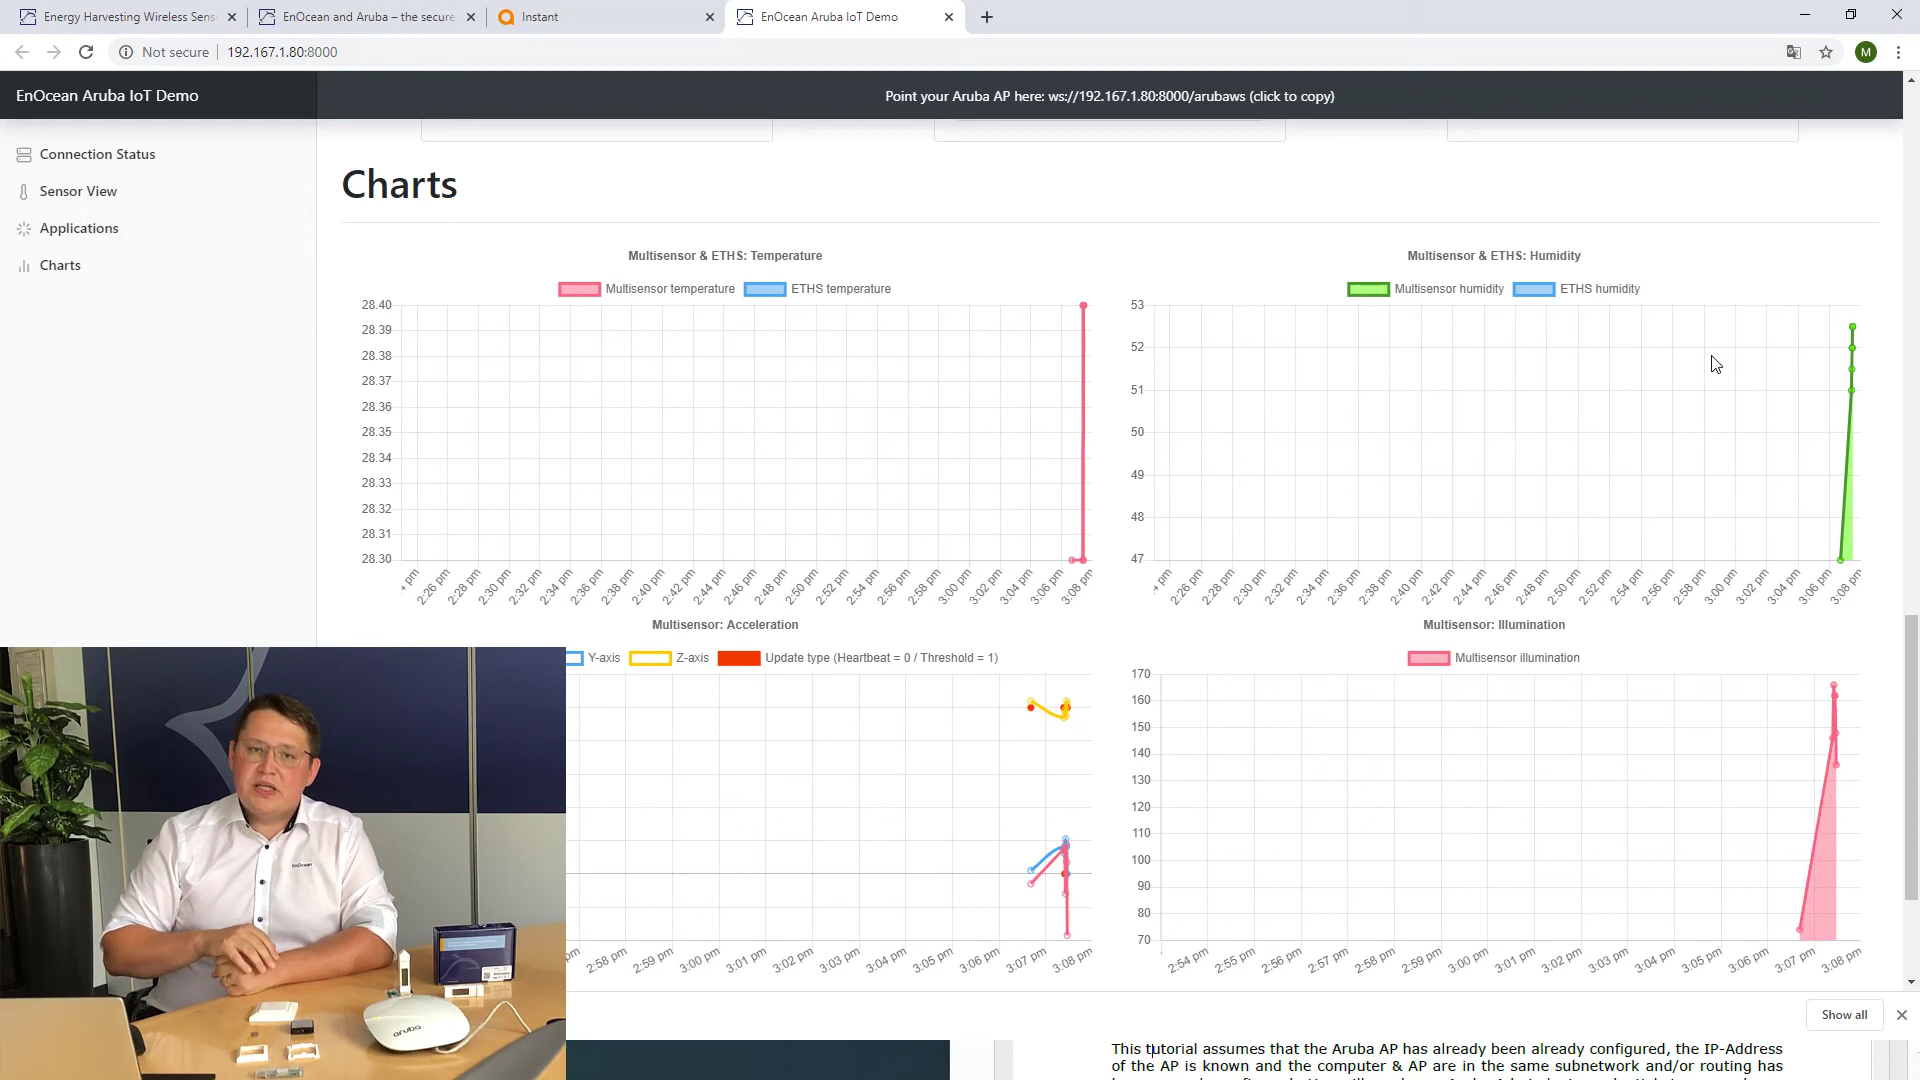 Energy Harvesting Wireless Sens
EnOcean and Aruba – the secure
Instant
EnOcean Aruba IoT Demo
Not secure
192.167.1.80:8000
M
EnOcean Aruba IoT Demo
Point your Aruba AP here: ws://192.167.1.80:8000/arubaws (click to copy)
Connection Status
Sensor View
Applications
Charts
Charts
Multisensor & ETHS: Temperature
Multisensor temperature
ETHS temperature
28.40
28.39
28.38
28.37
28.36
28.35
28.34
28.33
28.32
28.31
28.30
2:26 pm
2:28 pm
2:30 pm
2:32 pm
2:34 pm
2:36 pm
2:38 pm
2:40 pm
2:42 pm
2:44 pm
2:46 pm
2:48 pm
2:50 pm
2:52 pm
2:54 pm
2:56 pm
2:58 pm
3:00 pm
3:02 pm
3:04 pm
3:06 pm
3:08 pm
Multisensor & ETHS: Humidity
Multisensor humidity
ETHS humidity
53
52
51
50
49
48
47
2:26 pm
2:28 pm
2:30 pm
2:32 pm
2:34 pm
2:36 pm
2:38 pm
2:40 pm
2:42 pm
2:44 pm
2:46 pm
2:48 pm
2:50 pm
2:52 pm
2:54 pm
2:56 pm
2:58 pm
3:00 pm
3:02 pm
3:04 pm
3:06 pm
3:08 pm
Multisensor: Acceleration
Y-axis
Z-axis
Update type (Heartbeat = 0 / Threshold = 1)
pm
2:58 pm
2:59 pm
3:00 pm
3:01 pm
3:02 pm
3:03 pm
3:04 pm
3:05 pm
3:06 pm
3:07 pm
3:08 pm
Multisensor: Illumination
Multisensor illumination
170
160
150
140
130
120
110
100
90
80
70
2:54 pm
2:55 pm
2:56 pm
2:57 pm
2:58 pm
2:59 pm
3:00 pm
3:01 pm
3:02 pm
3:03 pm
3:04 pm
3:05 pm
3:06 pm
3:07 pm
3:08 pm
EnOcean
aruba
Show all
This tutorial assumes that the Aruba AP has already been already configured, the IP-Address
of the AP is known and the computer & AP are in the same subnetwork and/or routing has